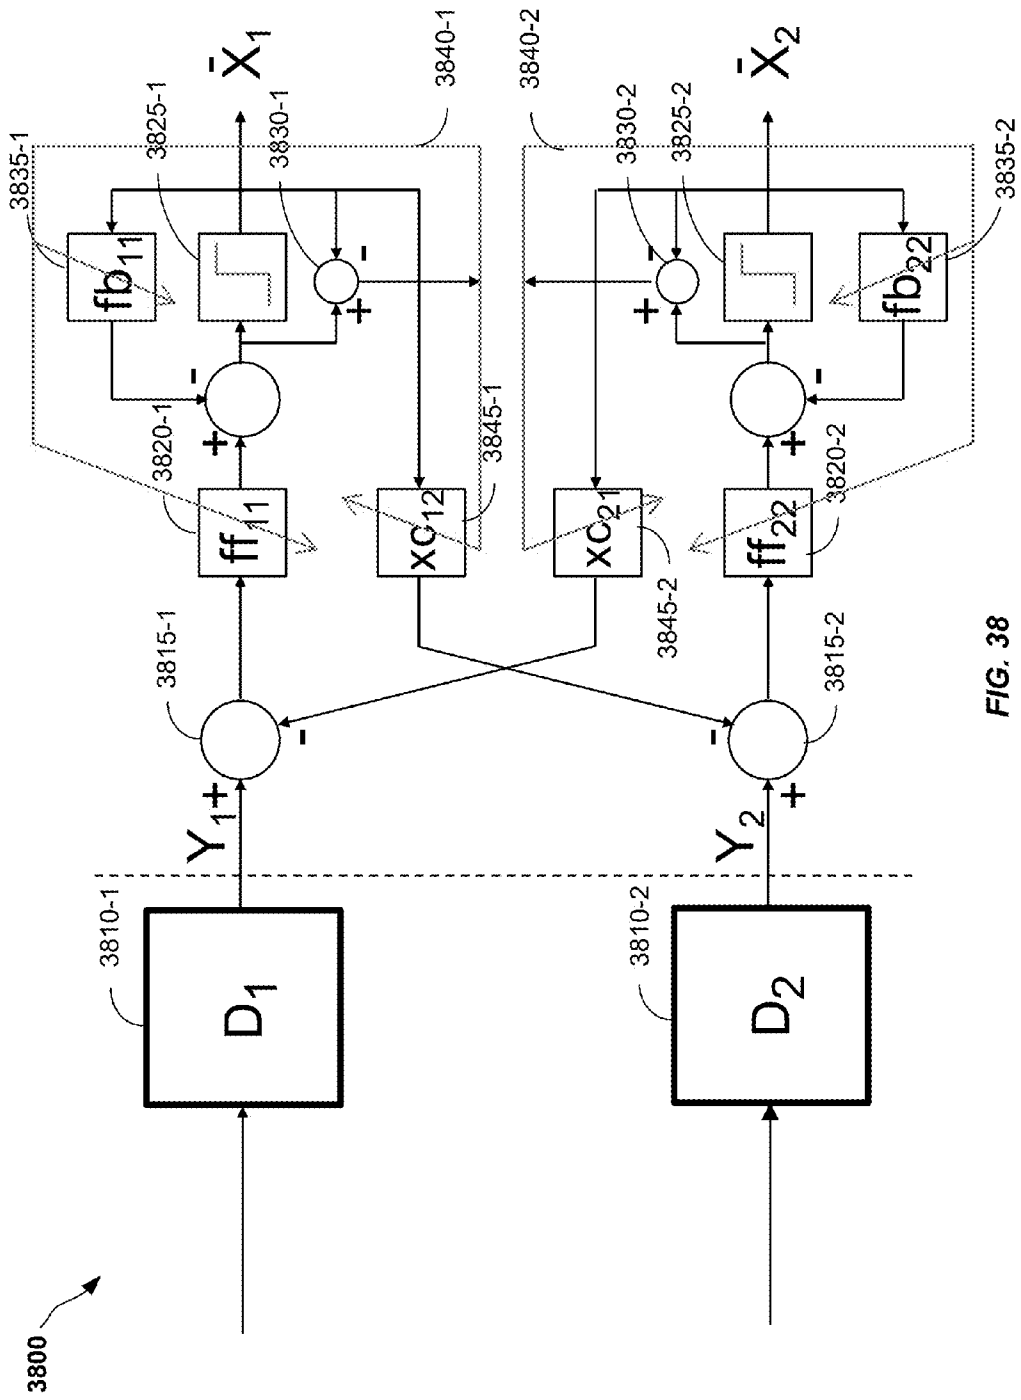 3800
D1
3810-1
Y1
+
-
3815-1
ff11
3820-1
+
-
fb11
3835-1
3825-1
+
-
3830-1
X̄1
3840-1
xc12
3845-1
D2
3810-2
Y2
+
-
3815-2
ff22
3820-2
+
-
fb22
3835-2
3825-2
+
-
3830-2
X̄2
3840-2
xc21
3845-2
FIG. 38